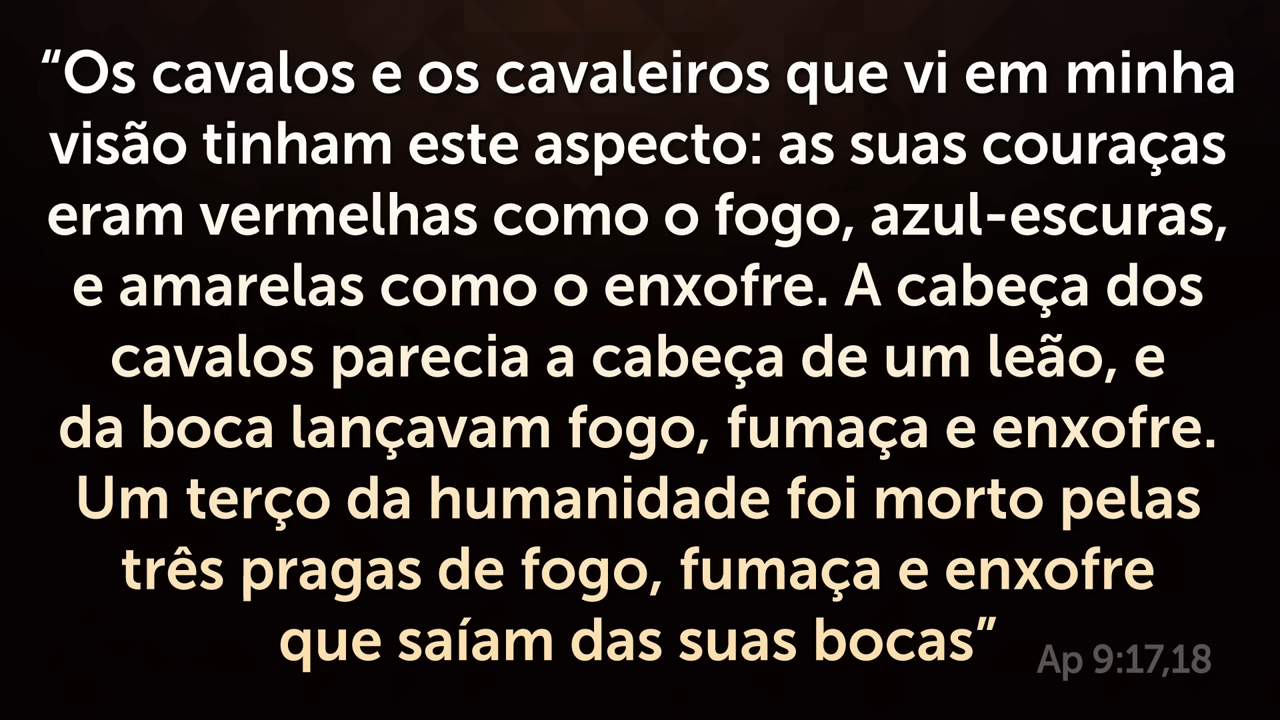 “Os cavalos e os cavaleiros que vi em minha
visão tinham este aspecto: as suas couraças
eram vermelhas como o fogo, azul-escuras,
e amarelas como o enxofre. A cabeça dos
cavalos parecia a cabeça de um leão, e
da boca lançavam fogo, fumaça e enxofre.
Um terço da humanidade foi morto pelas
três pragas de fogo, fumaça e enxofre
que saíam das suas bocas”
Ap 9:17,18